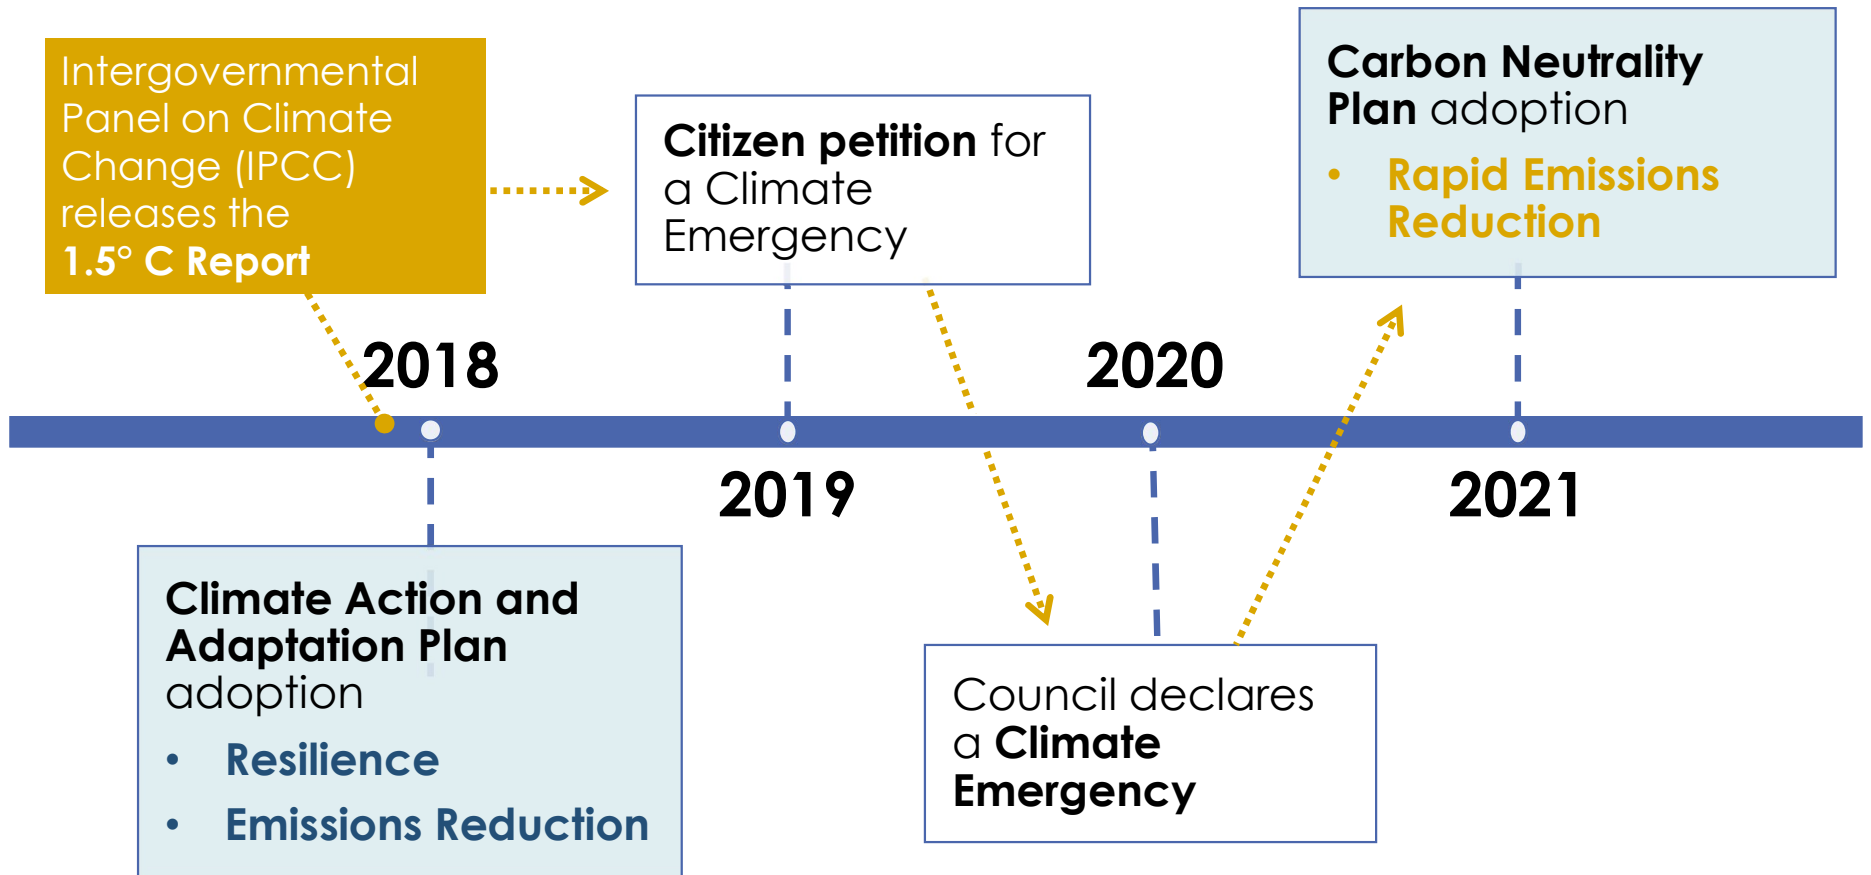 Intergovernmental
Panel on Climate
Change (IPCC)
releases the
1.5° C Report
Citizen petition for
a Climate
Emergency
Carbon Neutrality
Plan adoption
• Rapid Emissions
Reduction
2018
2020
2019
2021
Climate Action and
Adaptation Plan
adoption
• Resilience
• Emissions Reduction
Council declares
a Climate
Emergency